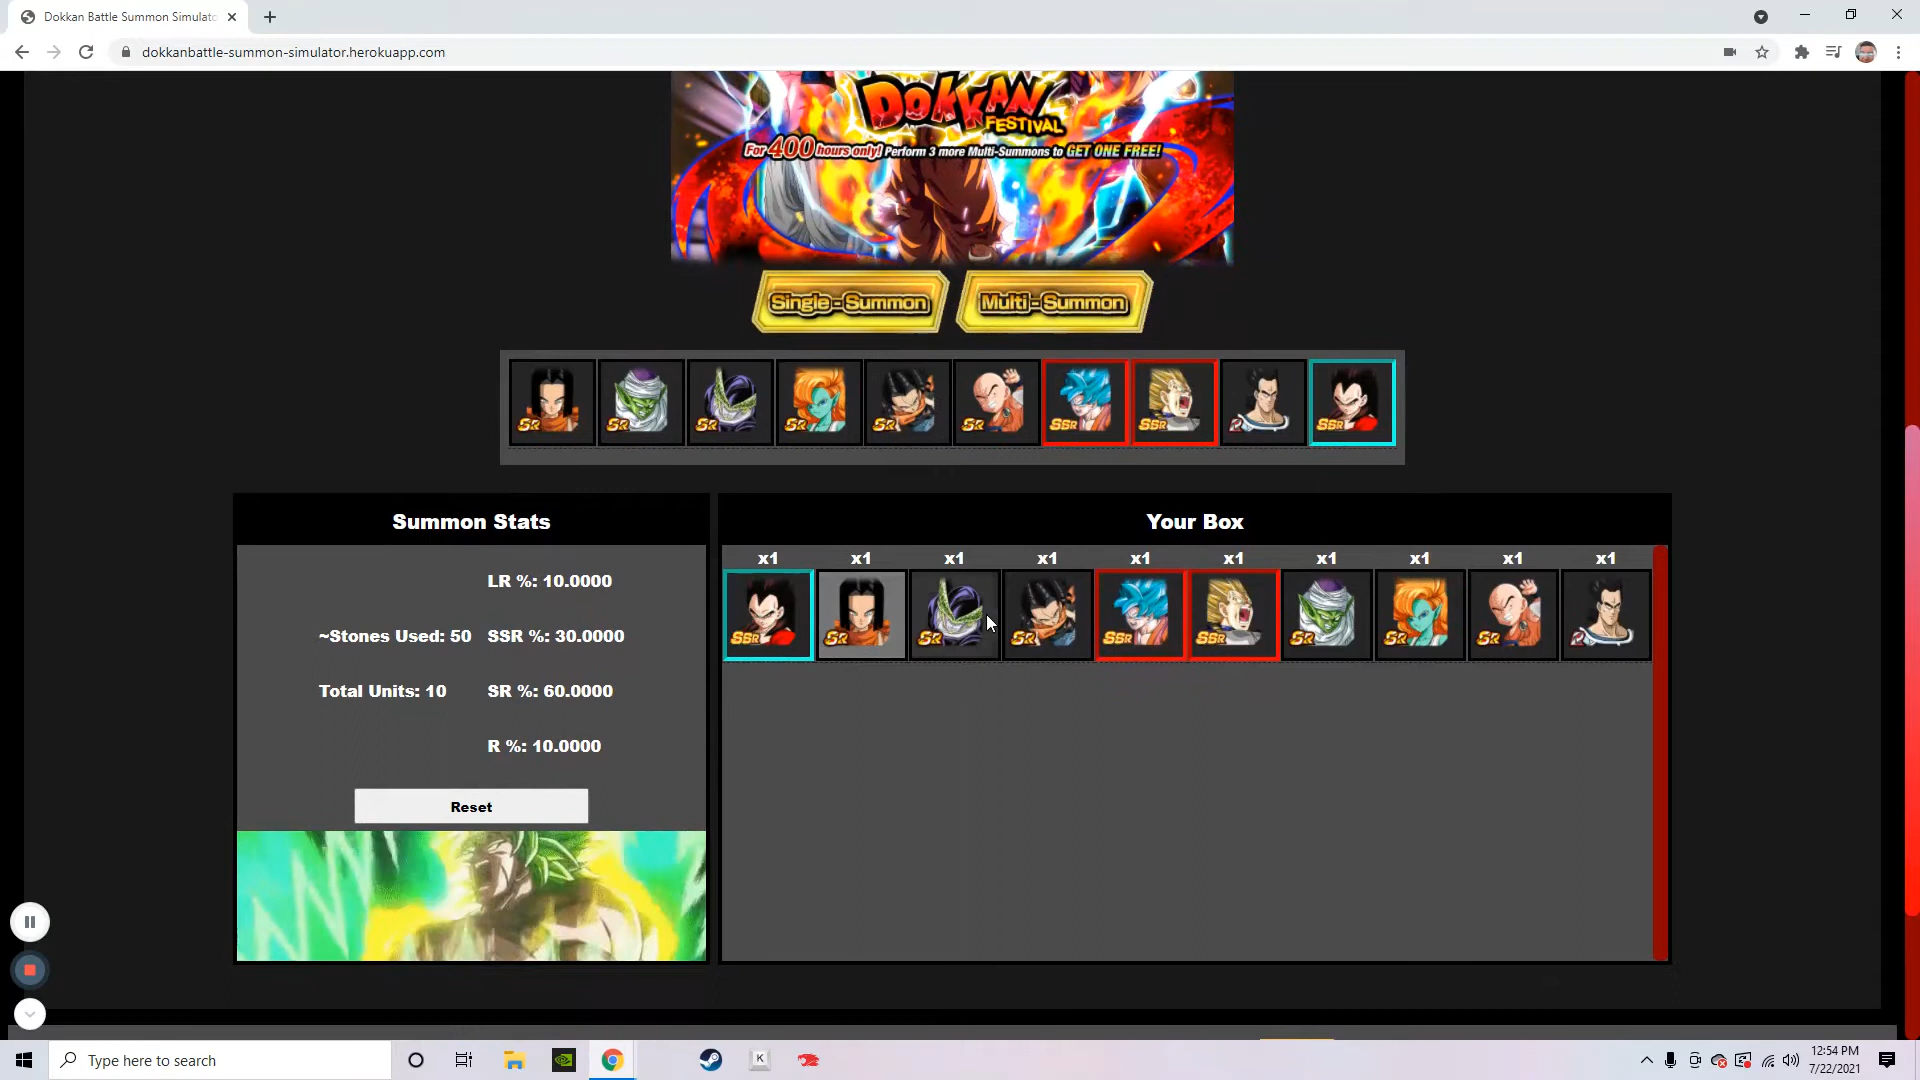 Dokkan Battle Summon Simulato
dokkanbattle-summon-simulator.herokuapp.com
DOKKAN
FESTIVAL
For 400 hours only! Perform 3 more Multi-Summons to GET ONE FREE!
Single-Summon Multi-Summon
SR SR SR SR SR SR SSR SSR R SSR
Summon Stats
LR %: 10.0000
~Stones Used: 50 SSR %: 30.0000
Total Units: 10 SR %: 60.0000
R %: 10.0000
Reset
Your Box
x1 x1 x1 x1 x1 x1 x1 x1 x1 x1
SSR SR SR SR SSR SSR SR SR SR R
Type here to search
K
12:54 PM
7/22/2021